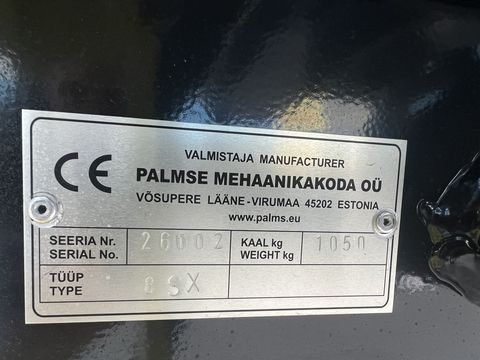 CE
VALMISTAJA MANUFACTURER
PALMSE MEHAANIKAKODA OÜ
VÕSUPERE LÄÄNE-VIRUMAA 45202 ESTONIA
www.palms.eu
SEERIA Nr. 26002 KAAL kg 1050
SERIAL No. WEIGHT kg
TÜÜP 8SX
TYPE